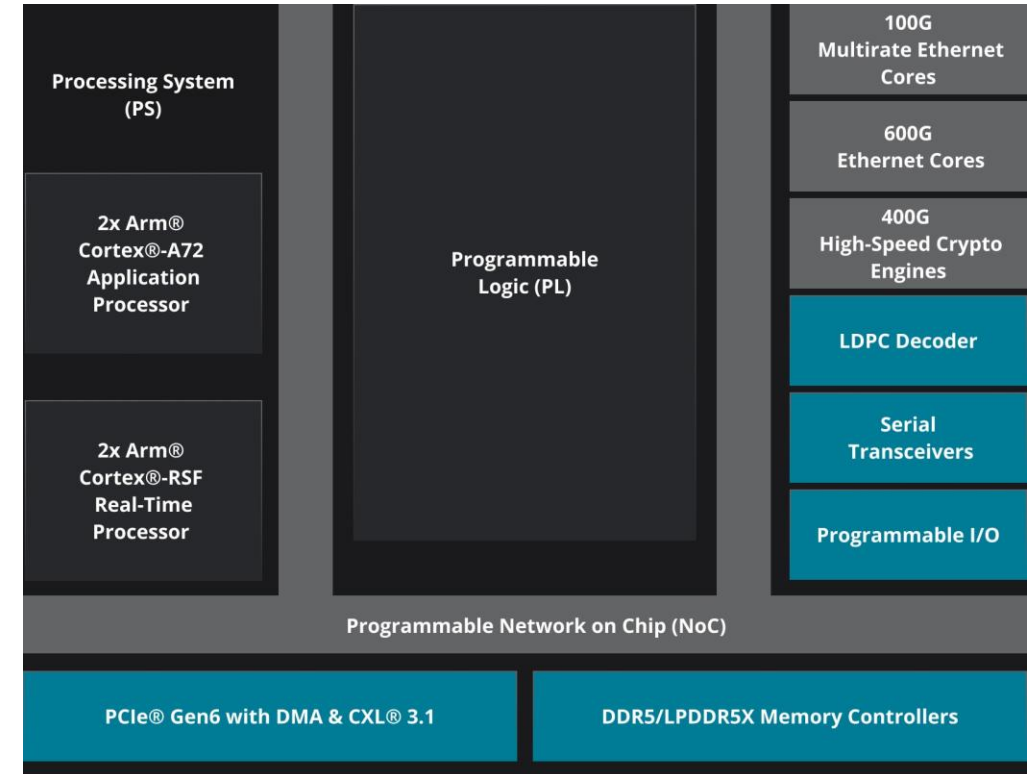 Processing System
(PS)
2x Arm®
Cortex®-A72
Application
Processor
2x Arm®
Cortex®-RSF
Real-Time
Processor
Programmable
Logic (PL)
100G
Multirate Ethernet
Cores
600G
Ethernet Cores
400G
High-Speed Crypto
Engines
LDPC Decoder
Serial
Transceivers
Programmable I/O
Programmable Network on Chip (NoC)
PCIe® Gen6 with DMA & CXL® 3.1
DDR5/LPDDR5X Memory Controllers